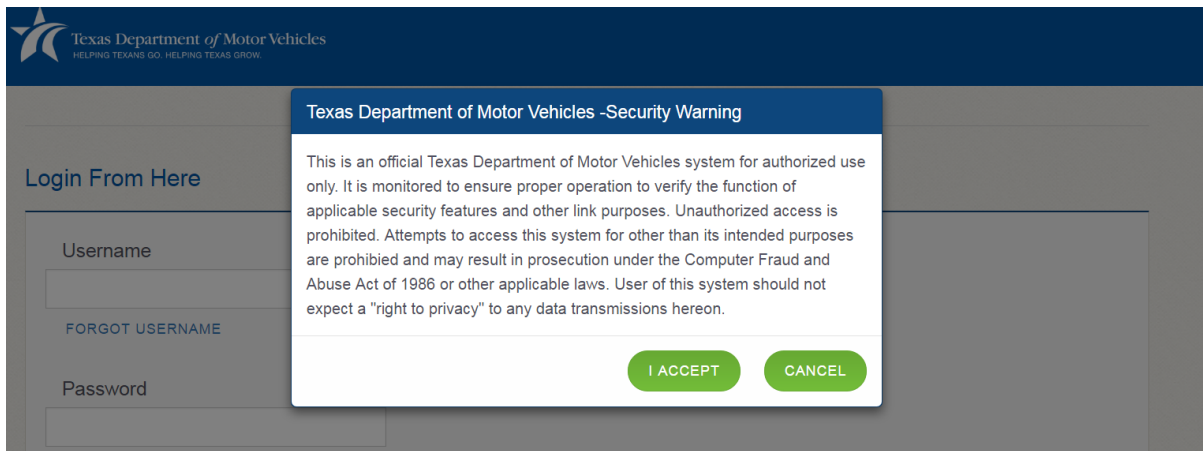 Texas Department of Motor Vehicles
HELPING TEXANS GO. HELPING TEXAS GROW.
Texas Department of Motor Vehicles -Security Warning
This is an official Texas Department of Motor Vehicles system for authorized use
only. It is monitored to ensure proper operation to verify the function of
applicable security features and other link purposes. Unauthorized access is
prohibited. Attempts to access this system for other than its intended purposes
are prohibied and may result in prosecution under the Computer Fraud and
Abuse Act of 1986 or other applicable laws. User of this system should not
expect a "right to privacy" to any data transmissions hereon.
I ACCEPT
CANCEL
Login From Here
Username
FORGOT USERNAME
Password